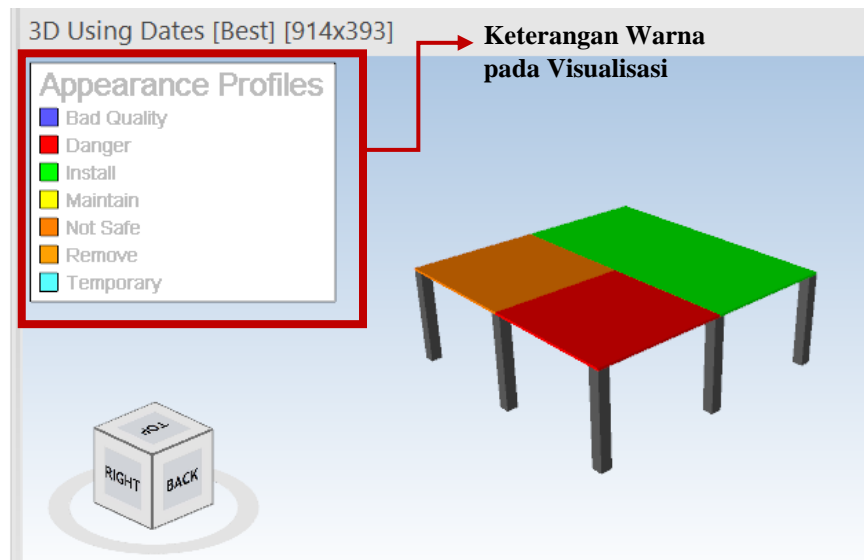 3D Using Dates [Best] [914x393]
Keterangan Warna
pada Visualisasi
Appearance Profiles
Bad Quality
Danger
Install
Maintain
Not Safe
Remove
Temporary
TOP
RIGHT
BACK